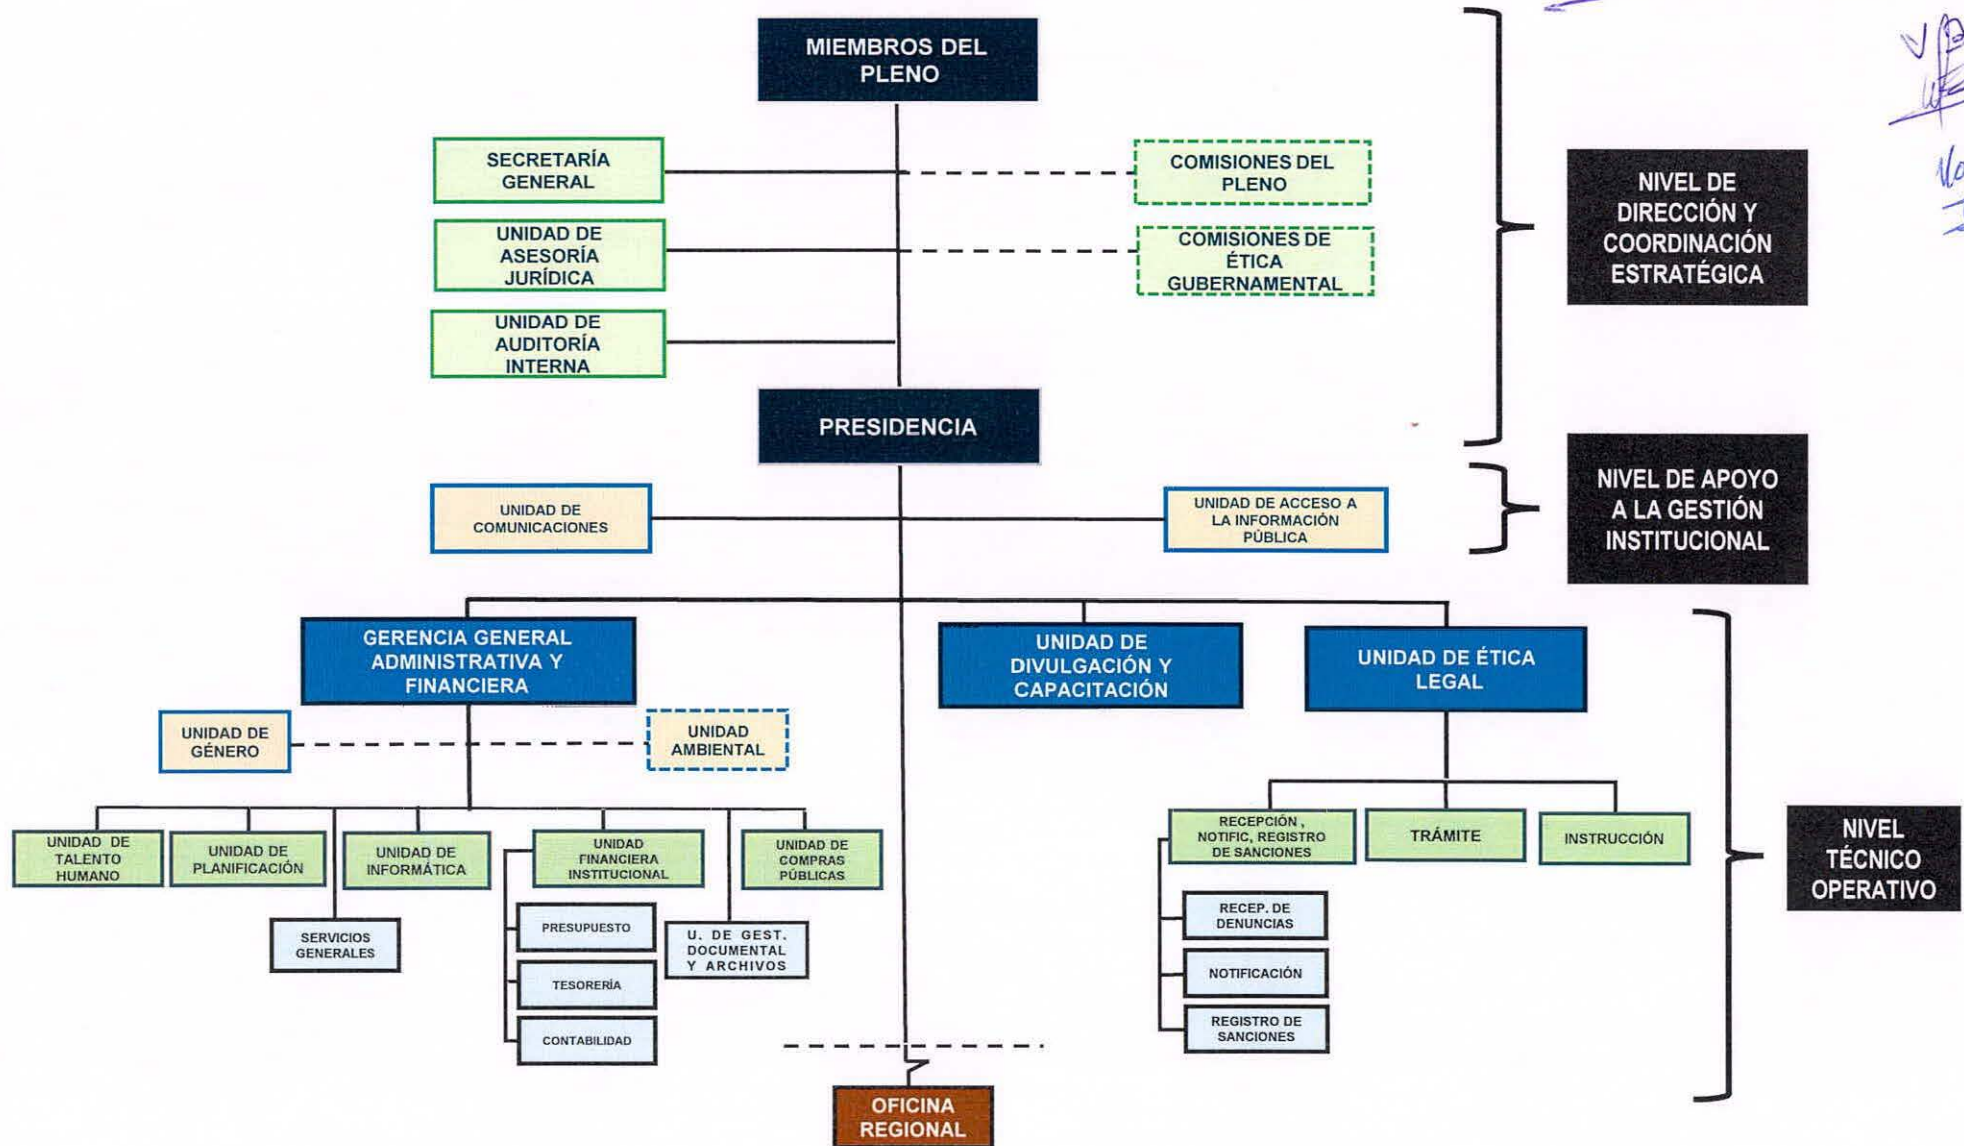 MIEMBROS DEL
PLENO
SECRETARÍA
GENERAL
COMISIONES DEL
PLENO
UNIDAD DE
ASESORÍA
JURÍDICA
COMISIONES DE
ÉTICA
GUBERNAMENTAL
UNIDAD DE
AUDITORÍA
INTERNA
NIVEL DE
DIRECCIÓN Y
COORDINACIÓN
ESTRATÉGICA
PRESIDENCIA
UNIDAD DE
COMUNICACIONES
UNIDAD DE ACCESO A
LA INFORMACIÓN
PÚBLICA
NIVEL DE APOYO
A LA GESTIÓN
INSTITUCIONAL
GERENCIA GENERAL
ADMINISTRATIVA Y
FINANCIERA
UNIDAD DE
DIVULGACIÓN Y
CAPACITACIÓN
UNIDAD DE ÉTICA
LEGAL
UNIDAD DE
GÉNERO
UNIDAD
AMBIENTAL
UNIDAD DE
TALENTO
HUMANO
UNIDAD DE
PLANIFICACIÓN
UNIDAD DE
INFORMÁTICA
UNIDAD
FINANCIERA
INSTITUCIONAL
UNIDAD DE
COMPRAS
PÚBLICAS
RECEPCIÓN ,
NOTIFIC, REGISTRO
DE SANCIONES
TRÁMITE
INSTRUCCIÓN
NIVEL
TÉCNICO
OPERATIVO
SERVICIOS
GENERALES
PRESUPUESTO
TESORERÍA
CONTABILIDAD
U. DE GEST.
DOCUMENTAL
Y ARCHIVOS
RECEP. DE
DENUNCIAS
NOTIFICACIÓN
REGISTRO DE
SANCIONES
OFICINA
REGIONAL